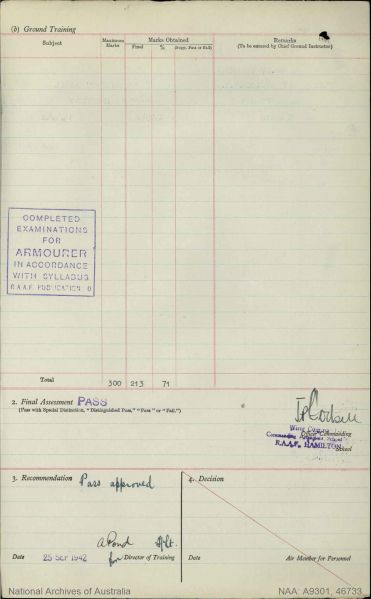 (b) Ground Training
Subject
Maximum Marks
Marks Obtained
Final
%
(Supp. Pass or Fail)
Remarks
(To be entered by Chief Ground Instructor)
COMPLETED
EXAMINATIONS
FOR
ARMOURER
IN ACCORDANCE
WITH SYLLABUS
R.A.A.F. PUBLICATION
Total 300 213 71
2. Final Assessment PASS
(Pass with Special Distinction, "Distinguished Pass," "Pass" or "Fail.")
Wing Comm
Commanding School
R.A.A.F. HAMILTON
School
3. Recommendation Pass approved
4. Decision
A Pond F/Lt.
Date 25 SEP 1942 for Director of Training
Date Air Member for Personnel
National Archives of Australia NAA: A9301, 46733